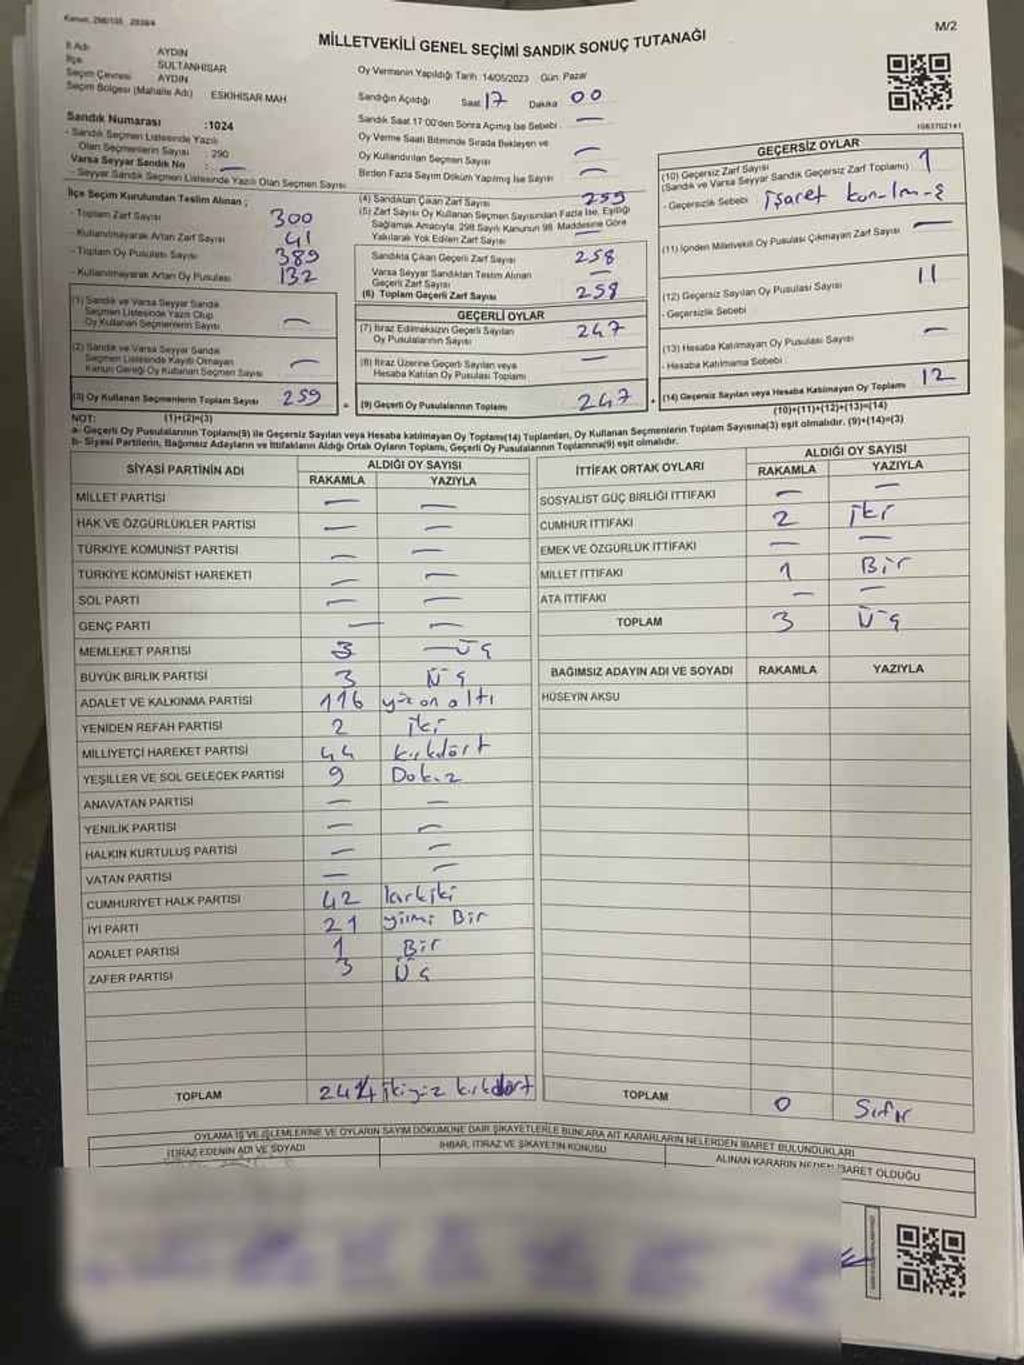 Kanun, 298/105
M/2
MİLLETVEKİLİ GENEL SEÇİMİ SANDIK SONUÇ TUTANAĞI
İl Adı AYDIN
İlçe SULTANHİSAR
Seçim Çevresi AYDIN
Seçim Bölgesi (Mahalle Adı) ESKİHİSAR MAH
Oy Vermenin Yapıldığı Tarih: 14/05/2023 Gün: Pazar
Sandığın Açıldığı Saat 17 Dakika 00
Sandık Saat 17:00'den Sonra Açmış İse Sebebi : —
Oy Verme Saati Bitiminde Sırada Bekleyen ve
Oy Kullandırılan Seçmen Sayısı —
Birden Fazla Sayım Döküm Yapılmış İse Sayısı —
Sandık Numarası :1024
- Sandık Seçmen Listesinde Yazılı
Olan Seçmenlerin Sayısı : 290
Varsa Seyyar Sandık No : —
- Seyyar Sandık Seçmen Listesinde Yazılı Olan Seçmen Sayısı
İlçe Seçim Kurulundan Teslim Alınan ;
- Toplam Zarf Sayısı 300
- Kullanılmayarak Artan Zarf Sayısı 41
- Toplam Oy Pusulası Sayısı 389
- Kullanılmayarak Artan Oy Pusulası 132
(1) Sandık ve Varsa Seyyar Sandık
Seçmen Listesinde Yazılı Olup
Oy Kullanan Seçmenlerin Sayısı —
(2) Sandık ve Varsa Seyyar Sandık
Seçmen Listesinde Kayıtlı Olmayan
Kanun Gereği Oy Kullanan Seçmen Sayısı —
(3) Oy Kullanan Seçmenlerin Toplam Sayısı 259
(1)+(2)=(3)
(4) Sandıktan Çıkan Zarf Sayısı 259
(5) Zarf Sayısı Oy Kullanan Seçmen Sayısından Fazla İse, Eşitliği
Sağlamak Amacıyla, 298 Sayılı Kanunun 98. Maddesine Göre
Yakılarak Yok Edilen Zarf Sayısı —
Sandıkta Çıkan Geçerli Zarf Sayısı 258
Varsa Seyyar Sandıktan Teslim Alınan
Geçerli Zarf Sayısı —
(6) Toplam Geçerli Zarf Sayısı 258
GEÇERLİ OYLAR
(7) İtiraz Edilmeksizin Geçerli Sayılan
Oy Pusulalarının Sayısı 247
(8) İtiraz Üzerine Geçerli Sayılan veya
Hesaba Katılan Oy Pusulası Toplamı —
(9) Geçerli Oy Pusulalarının Toplamı 247
GEÇERSİZ OYLAR
(10) Geçersiz Zarf Sayısı 1
(Sandık ve Varsa Seyyar Sandık Geçersiz Zarf Toplamı)
- Geçersizlik Sebebi işaret
(11) İçinden Milletvekili Oy Pusulası Çıkmayan Zarf Sayısı —
(12) Geçersiz Sayılan Oy Pusulası Sayısı 11
- Geçersizlik Sebebi
(13) Hesaba Katılmayan Oy Pusulası Sayısı —
- Hesaba Katılmama Sebebi
(14) Geçersiz Sayılan veya Hesaba Katılmayan Oy Toplamı 12
(10)+(11)+(12)+(13)=(14)
NOT:
a- Geçerli Oy Pusulalarının Toplamı(9) ile Geçersiz Sayılan veya Hesaba katılmayan Oy Toplamı(14) Toplamları, Oy Kullanan Seçmenlerin Toplam Sayısına(3) eşit olmalıdır. (9)+(14)=(3)
b- Siyasi Partilerin, Bağımsız Adayların ve İttifakların Aldığı Ortak Oyların Toplamı, Geçerli Oy Pusulalarının Toplamına(9) eşit olmalıdır.
SİYASİ PARTİNİN ADI ALDIĞI OY SAYISI
RAKAMLA YAZIYLA
MİLLET PARTİSİ — —
HAK VE ÖZGÜRLÜKLER PARTİSİ — —
TÜRKİYE KOMÜNİST PARTİSİ — —
TÜRKİYE KOMÜNİST HAREKETİ — —
SOL PARTİ — —
GENÇ PARTİ — —
MEMLEKET PARTİSİ 3 Üç
BÜYÜK BİRLİK PARTİSİ 3 Üç
ADALET VE KALKINMA PARTİSİ 116 yüzonaltı
YENİDEN REFAH PARTİSİ 2 iki
MİLLİYETÇİ HAREKET PARTİSİ 44 kırkdört
YEŞİLLER VE SOL GELECEK PARTİSİ 9 Dokuz
ANAVATAN PARTİSİ — —
YENİLİK PARTİSİ — —
HALKIN KURTULUŞ PARTİSİ — —
VATAN PARTİSİ — —
CUMHURİYET HALK PARTİSİ 42 kırkiki
İYİ PARTİ 21 yirmi Bir
ADALET PARTİSİ 1 Bir
ZAFER PARTİSİ 3 Üç
TOPLAM 244 ikiyüz kırkdört
İTTİFAK ORTAK OYLARI ALDIĞI OY SAYISI
RAKAMLA YAZIYLA
SOSYALİST GÜÇ BİRLİĞİ İTTİFAKI — —
CUMHUR İTTİFAKI 2 iki
EMEK VE ÖZGÜRLÜK İTTİFAKI — —
MİLLET İTTİFAKI 1 Bir
ATA İTTİFAKI — —
TOPLAM 3 Üç
BAĞIMSIZ ADAYIN ADI VE SOYADI RAKAMLA YAZIYLA
HÜSEYİN AKSU
TOPLAM 0 Sıfır
OYLAMA İŞ VE İŞLEMLERİNE VE OYLARIN SAYIM DÖKÜMÜNE DAİR ŞİKAYETLERLE BUNLARA AİT KARARLARIN NELERDEN İBARET BULUNDUKLARI
İTİRAZ EDENİN ADI VE SOYADI
İHBAR, İTİRAZ VE ŞİKAYETİN KONUSU
ALINAN KARARIN NEDEN İBARET OLDUĞU